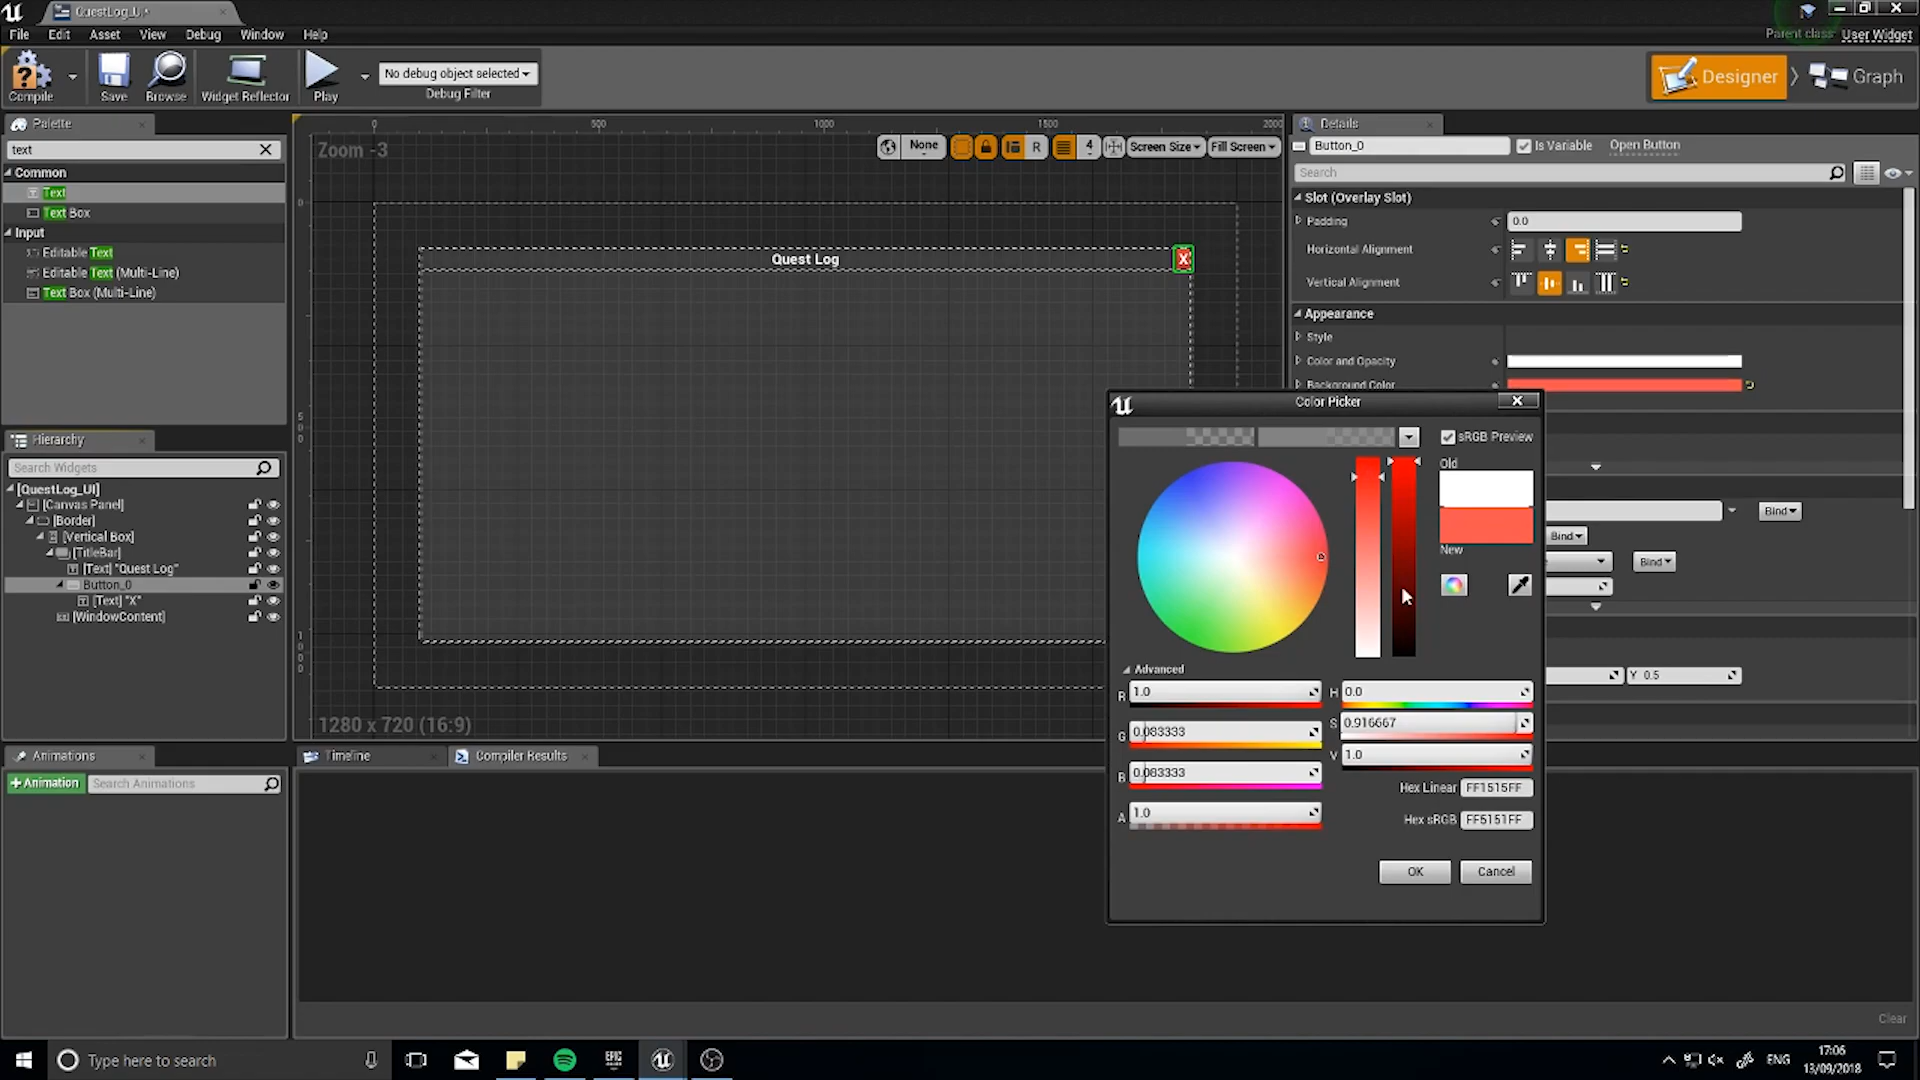 QuestLog_U*
File Edit Asset View Debug Window Help
Parent class: User Widget
Compile
Save
Browse
Widget Reflector
Play
No debug object selected
Debug Filter
Designer
Graph
Palette
text
Common
Text
Text Box
Input
Editable Text
Editable Text (Multi-Line)
Text Box (Multi-Line)
Hierarchy
Search Widgets
[QuestLog_UI]
[Canvas Panel]
[Border]
[Vertical Box]
[TitleBar]
[Text] "Quest Log"
Button_0
[Text] "X"
[WindowContent]
0 500 1000 1500 2000
Zoom -3
None
R
4
Screen Size
Fill Screen
0
500
1000
Quest Log
X
1280 x 720 (16:9)
Details
Button_0
Is Variable
Open Button
Search
Slot (Overlay Slot)
Padding 0.0
Horizontal Alignment
Vertical Alignment
Appearance
Style
Color and Opacity
Background Color
Bind
Bind
Bind
Y 0.5
Color Picker
sRGB Preview
Old
New
Advanced
R 1.0
G 0.083333
B 0.083333
A 1.0
H 0.0
S 0.916667
V 1.0
Hex Linear FF1515FF
Hex sRGB FF5151FF
OK
Cancel
Animations
+Animation
Search Animations
Timeline
Compiler Results
Clear
Type here to search
EPIC
ENG
17:06
13/09/2018